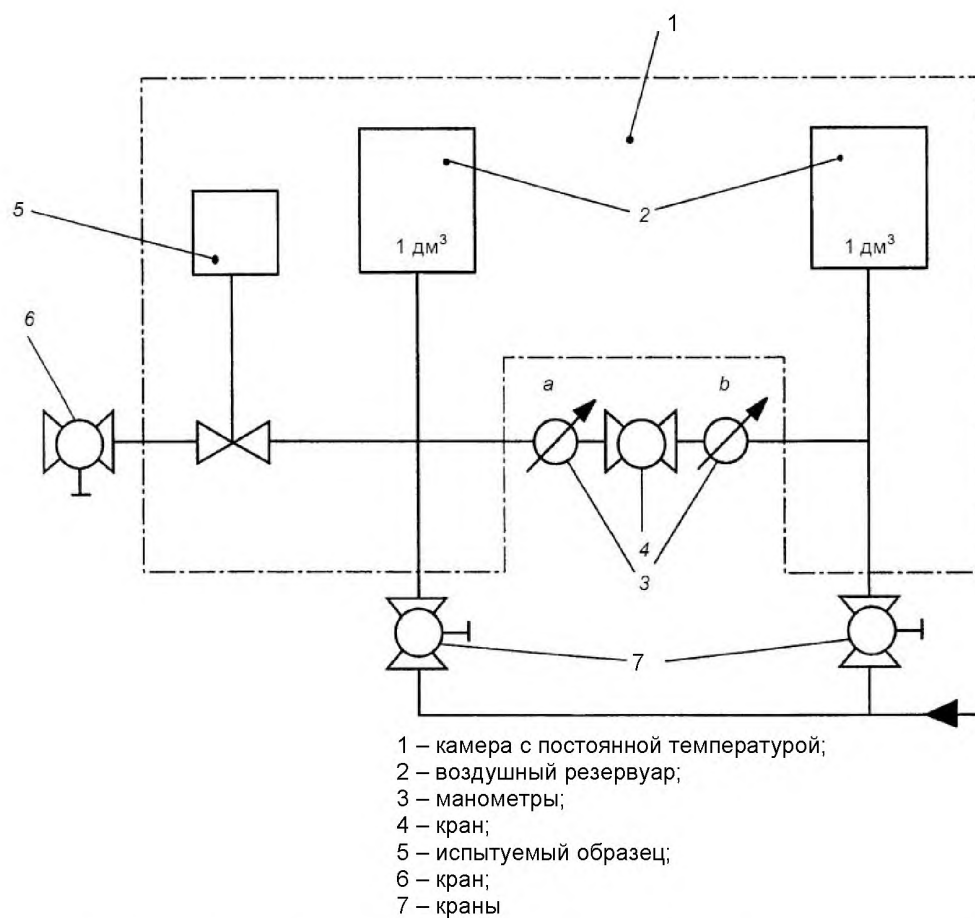 1
5
2
1 дм³
1 дм³
6
a
b
4
3
7
1 – камера с постоянной температурой;
2 – воздушный резервуар;
3 – манометры;
4 – кран;
5 – испытуемый образец;
6 – кран;
7 – краны